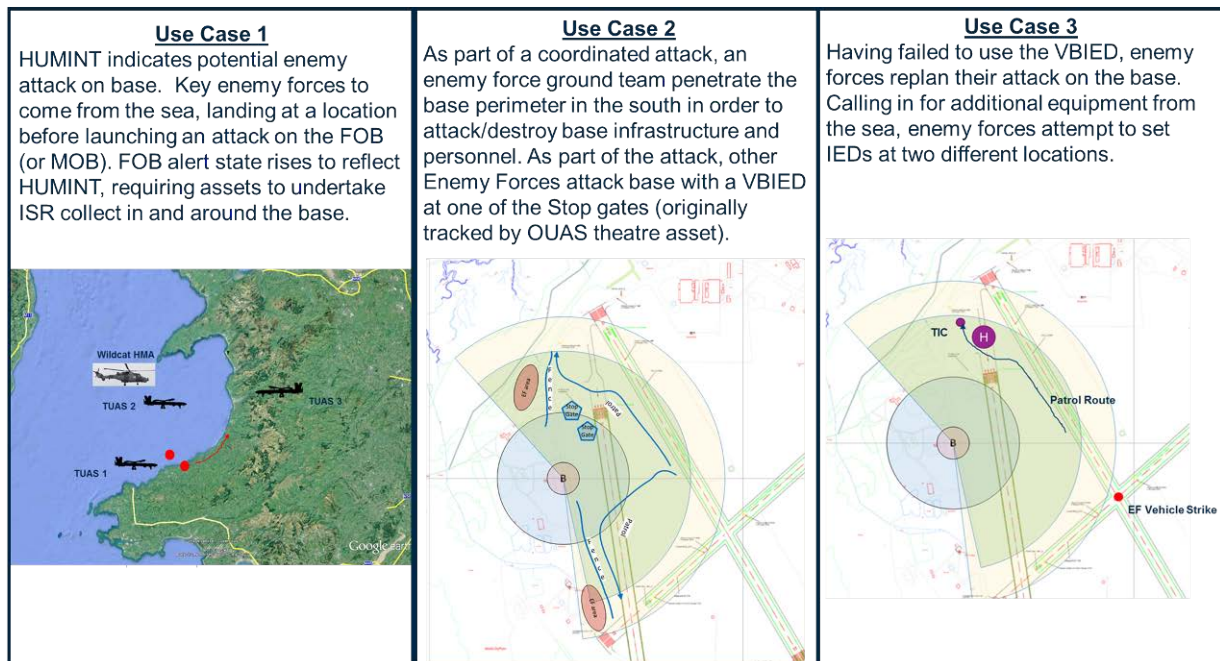 Use Case 1
HUMINT indicates potential enemy
attack on base. Key enemy forces to
come from the sea, landing at a location
before launching an attack on the FOB
(or MOB). FOB alert state rises to reflect
HUMINT, requiring assets to undertake
ISR collect in and around the base.
Wildcat HMA
TUAS 2
TUAS 3
TUAS 1
Google earth
Use Case 2
As part of a coordinated attack, an
enemy force ground team penetrate the
base perimeter in the south in order to
attack/destroy base infrastructure and
personnel. As part of the attack, other
Enemy Forces attack base with a VBIED
at one of the Stop gates (originally
tracked by OUAS theatre asset).
EF area
Fence
Stop
Gate
Stop
Gate
Patrol
B
Patrol
Fence
EF area
Use Case 3
Having failed to use the VBIED, enemy
forces replan their attack on the base.
Calling in for additional equipment from
the sea, enemy forces attempt to set
IEDs at two different locations.
TIC
H
Patrol Route
B
EF Vehicle Strike